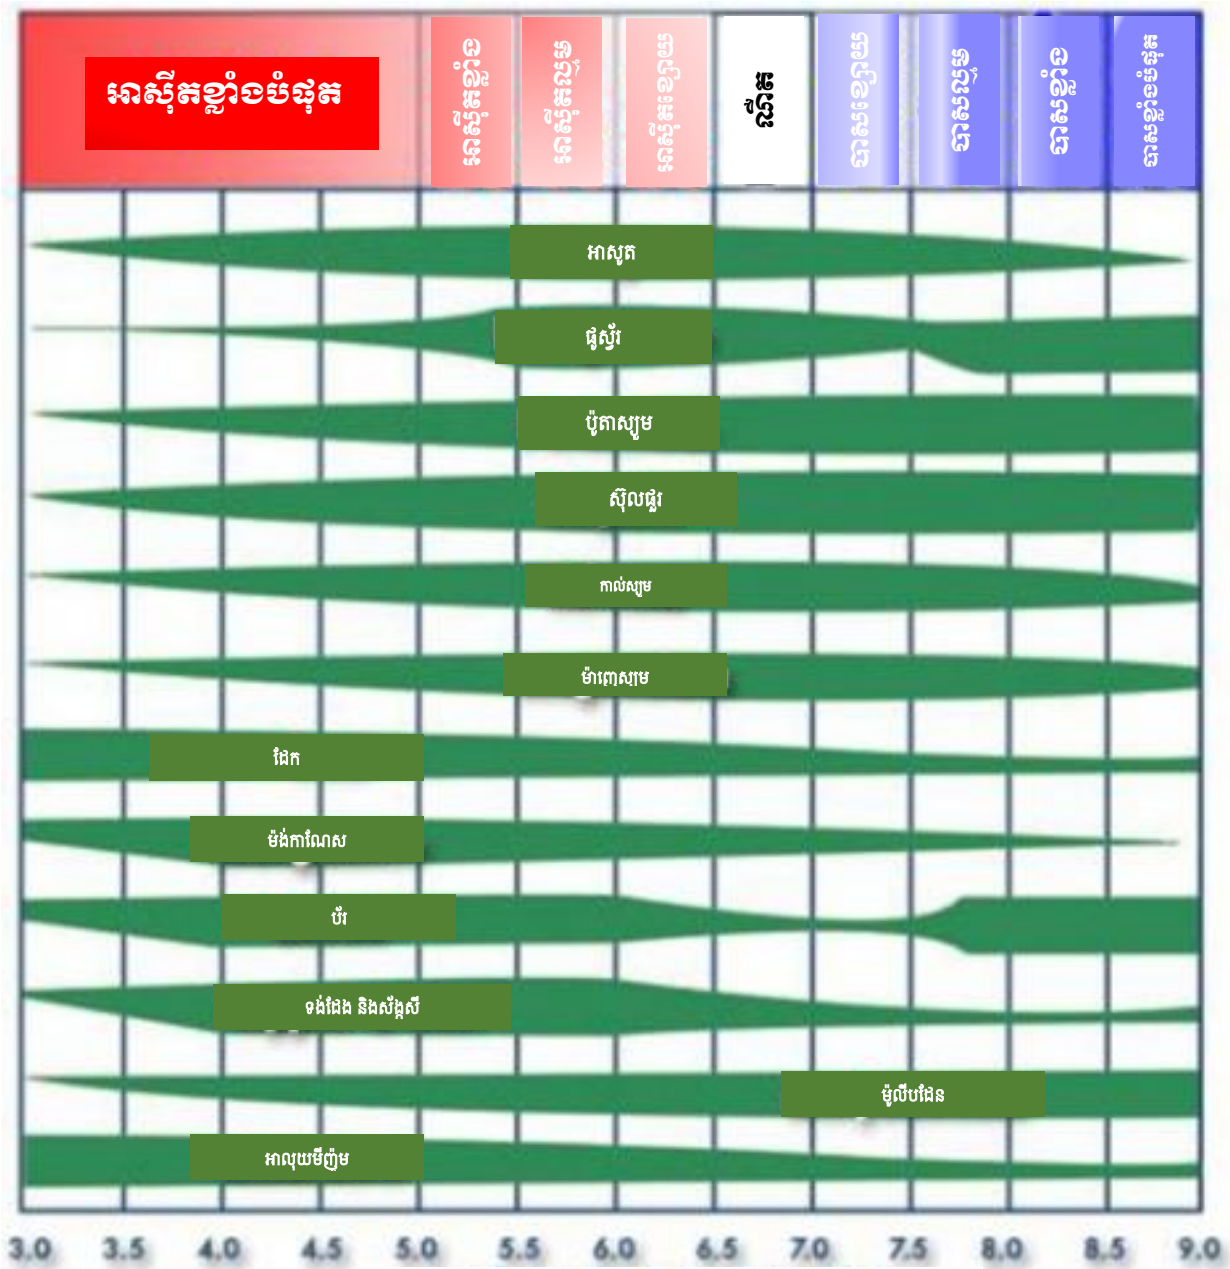 អាស៊ីតខ្លាំងបំផុត
អាស៊ីតខ្លាំង
អាស៊ីតល្មម
អាស៊ីតខ្សោយ
ណឺត
បាសខ្សោយ
បាសល្មម
បាសខ្លាំង
បាសខ្លាំងបំផុត
អាសូត
ផូស្វ័រ
ប៉ូតាស្យូម
ស៊ុលផួរ
កាល់ស្យូម
ម៉ាញេស្យូម
ដែក
ម៉ង់កាណែស
ប័រ
ទង់ដែង និងស័ង្កសី
ម៉ូលីបដែន
អាលុយមីញ៉ូម
3.0 3.5 4.0 4.5 5.0 5.5 6.0 6.5 7.0 7.5 8.0 8.5 9.0